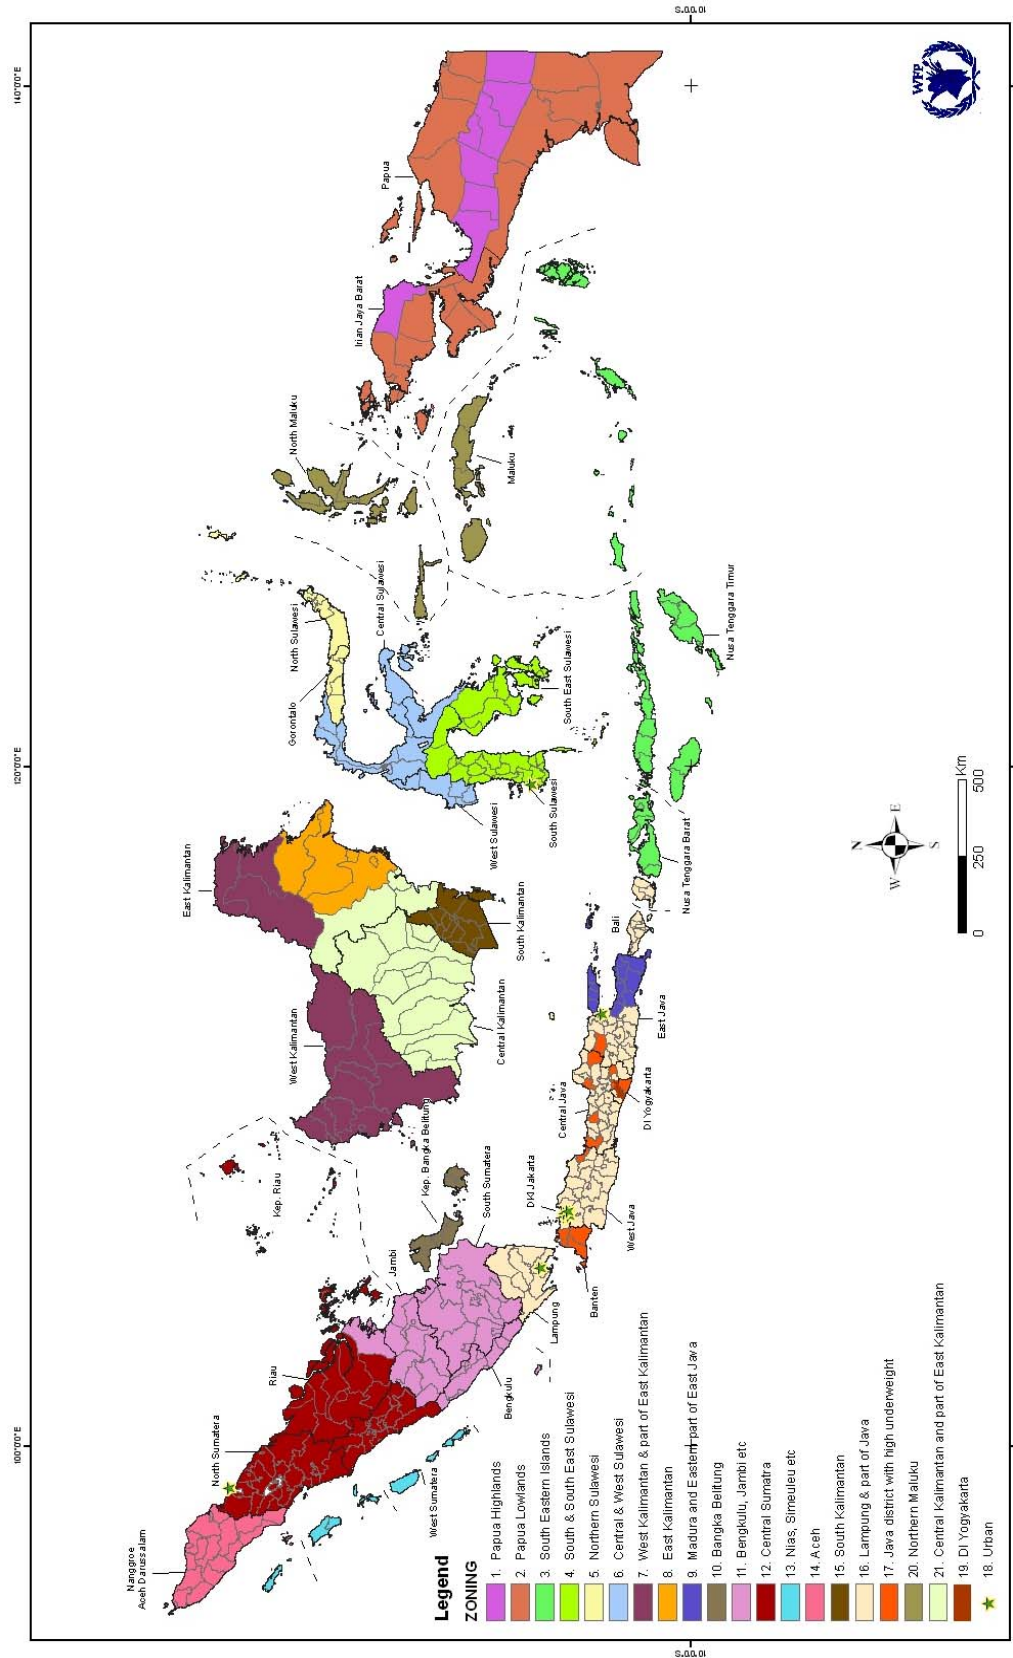 Legend
ZONING
1. Papua Highlands
2. Papua Lowlands
3. South Eastern Islands
4. South & South East Sulawesi
5. Northern Sulawesi
6. Central & West Sulawesi
7. West Kalimantan & part of East Kalimantan
8. East Kalimantan
9. Madura and Eastern part of East Java
10. Bangka Belitung
11. Bengkulu, Jambi etc
12. Central Sumatra
13. Nias, Simeuleu etc
14. Aceh
15. South Kalimantan
16. Lampung & part of Java
17. Java district with high underweight
20. Northern Maluku
21. Central Kalimantan and part of East Kalimantan
19. DI Yogyakarta
18. Urban
100°0'0"E
120°0'0"E
140°0'0"E
10°0'0"S
10°0'0"S
Nanggroe
Aceh Darussalam
North Sumatera
Riau
Kep. Riau
Jambi
West Sumatera
Bengkulu
South Sumatera
Kep. Bangka Belitung
Lampung
Banten
DKI Jakarta
West Java
Central Java
DI Yogyakarta
East Java
Bali
West Kalimantan
Central Kalimantan
South Kalimantan
East Kalimantan
Nusa Tenggara Barat
Nusa Tenggara Timur
West Sulawesi
South Sulawesi
South East Sulawesi
Central Sulawesi
Gorontalo
North Sulawesi
North Maluku
Maluku
Irian Jaya Barat
Papua
N
W
E
S
0
250
500
Km
WFP